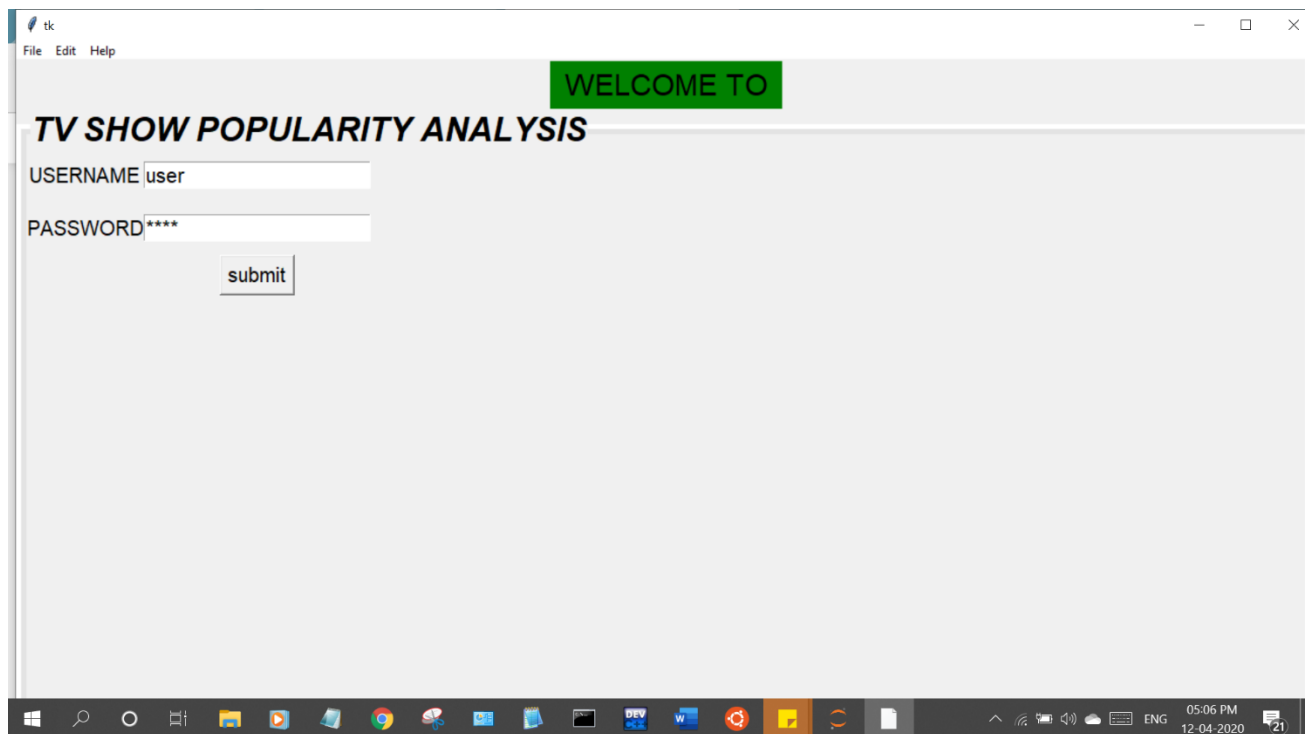 tk
File Edit Help
WELCOME TO
TV SHOW POPULARITY ANALYSIS
USERNAME user
PASSWORD ****
submit
DEV
W
ENG
05:06 PM
12-04-2020
21